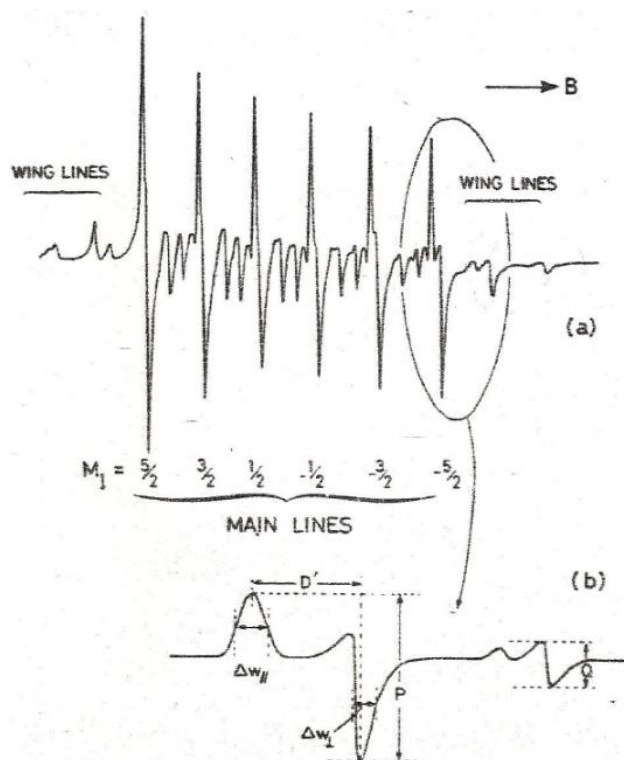 B
WING LINES
WING LINES
(a)
M_I = 5/2 3/2 1/2 -1/2 -3/2 -5/2
MAIN LINES
(b)
D'
Δw∥
P
Q
Δw⊥